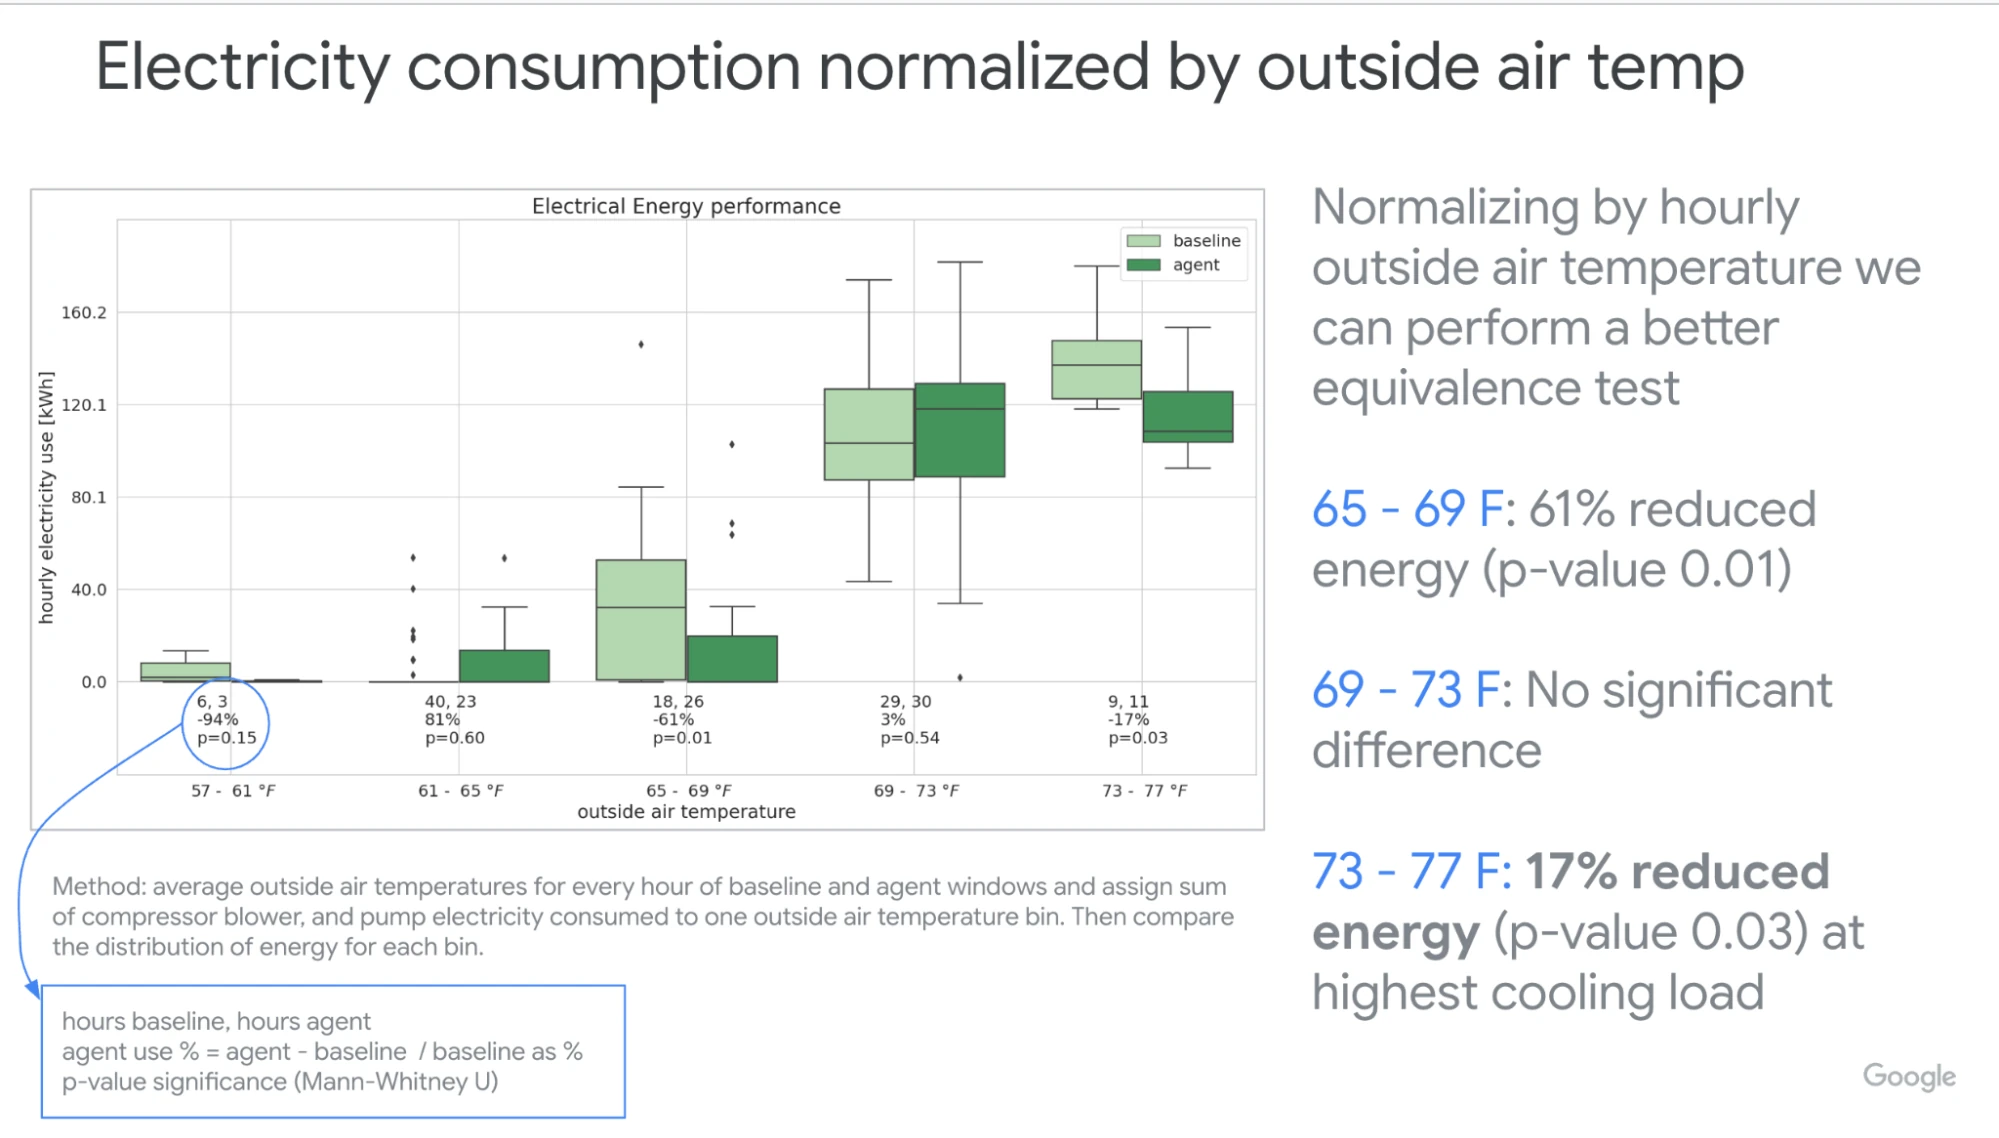 Electricity consumption normalized by outside air temp
Electrical Energy performance
baseline
agent
hourly electricity use [kWh]
160.2
120.1
80.1
40.0
0.0
6, 3
-94%
p=0.15
40, 23
81%
p=0.60
18, 26
-61%
p=0.01
29, 30
3%
p=0.54
9, 11
-17%
p=0.03
57 - 61 °F
61 - 65 °F
65 - 69 °F
69 - 73 °F
73 - 77 °F
outside air temperature
Method: average outside air temperatures for every hour of baseline and agent windows and assign sum
of compressor blower, and pump electricity consumed to one outside air temperature bin. Then compare
the distribution of energy for each bin.
hours baseline, hours agent
agent use % = agent - baseline / baseline as %
p-value significance (Mann-Whitney U)
Normalizing by hourly
outside air temperature we
can perform a better
equivalence test
65 - 69 F: 61% reduced
energy (p-value 0.01)
69 - 73 F: No significant
difference
73 - 77 F: 17% reduced
energy (p-value 0.03) at
highest cooling load
Google